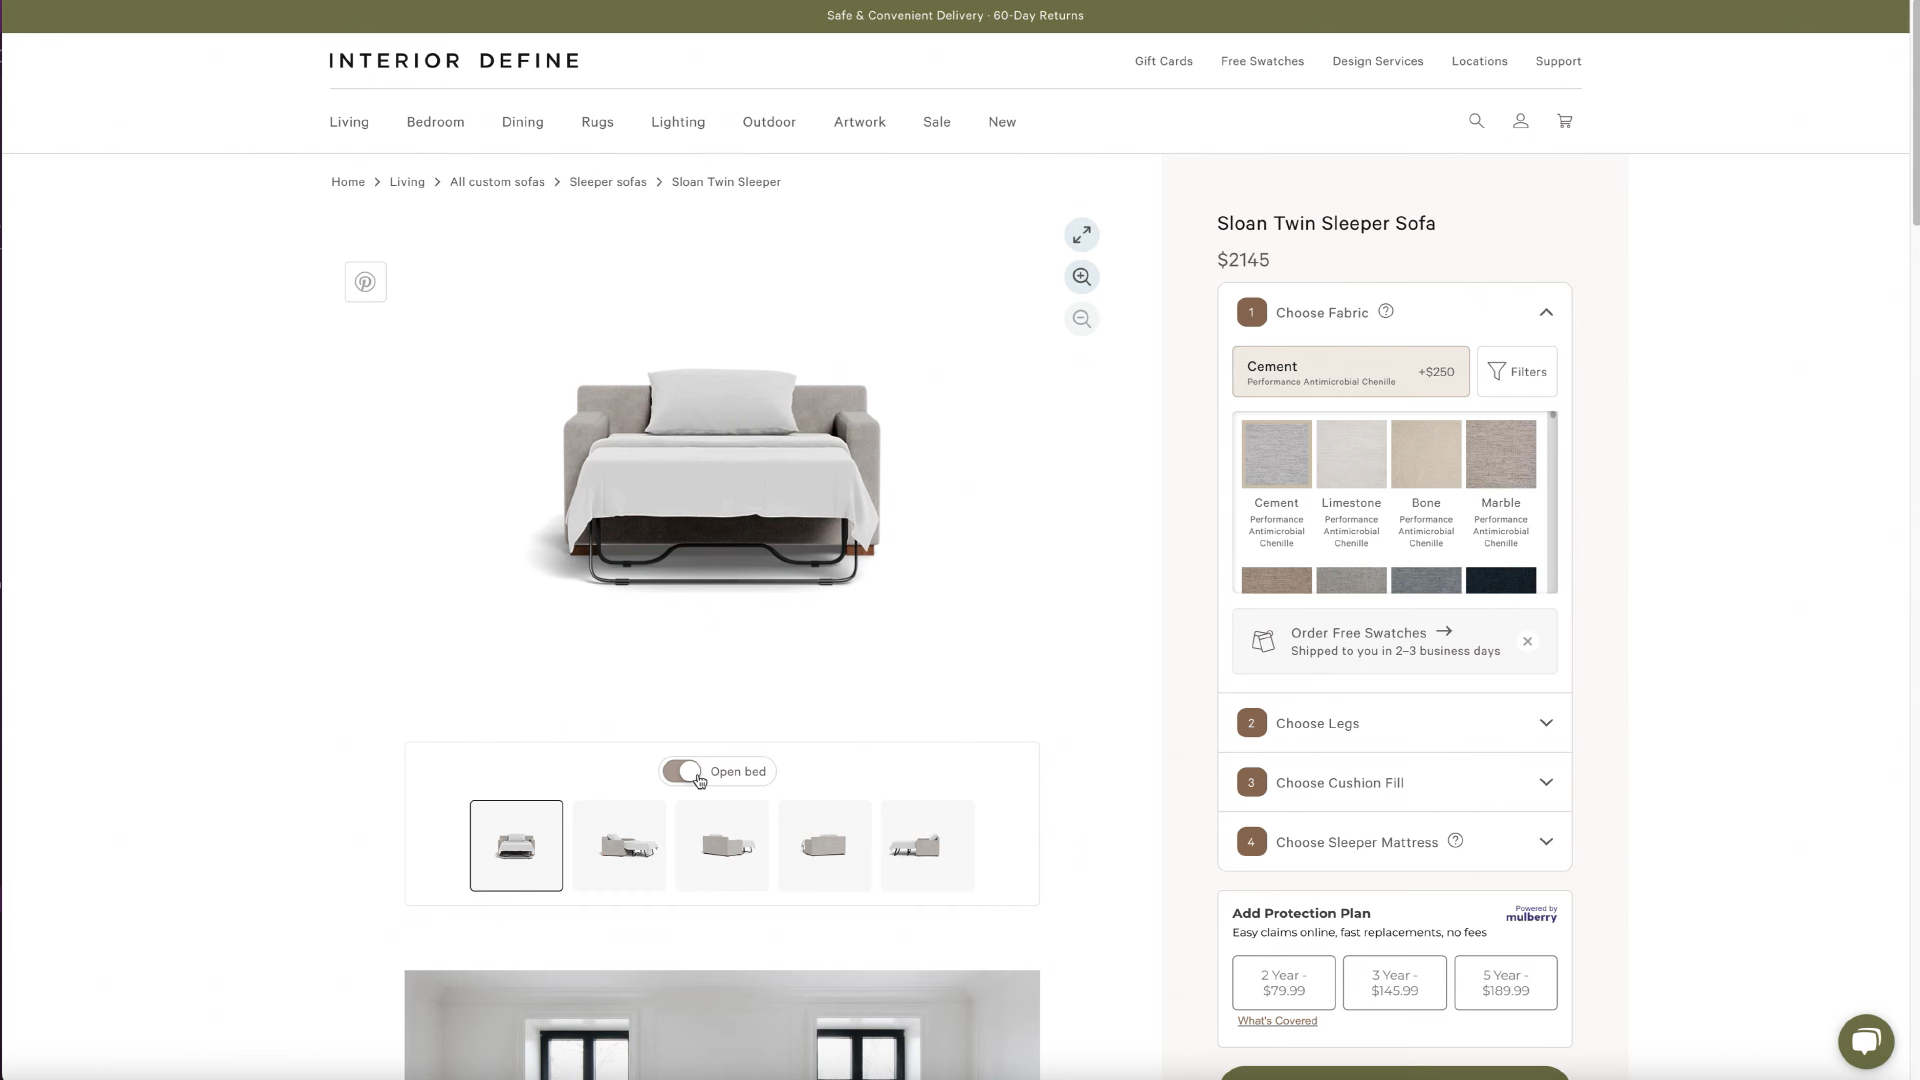 Safe & Convenient Delivery · 60-Day Returns
INTERIOR DEFINE
Gift Cards Free Swatches Design Services Locations Support
Living Bedroom Dining Rugs Lighting Outdoor Artwork Sale New
Home > Living > All custom sofas > Sleeper sofas > Sloan Twin Sleeper
Sloan Twin Sleeper Sofa
$2145
1 Choose Fabric ?
Cement
Performance Antimicrobial Chenille
+$250
Filters
Cement Limestone Bone Marble
Performance Performance Performance Performance
Antimicrobial Antimicrobial Antimicrobial Antimicrobial
Chenille Chenille Chenille Chenille
Order Free Swatches →
Shipped to you in 2–3 business days
2 Choose Legs
3 Choose Cushion Fill
4 Choose Sleeper Mattress ?
Open bed
Add Protection Plan
Powered by
mulberry
Easy claims online, fast replacements, no fees
2 Year - 3 Year - 5 Year -
$79.99 $145.99 $189.99
What's Covered